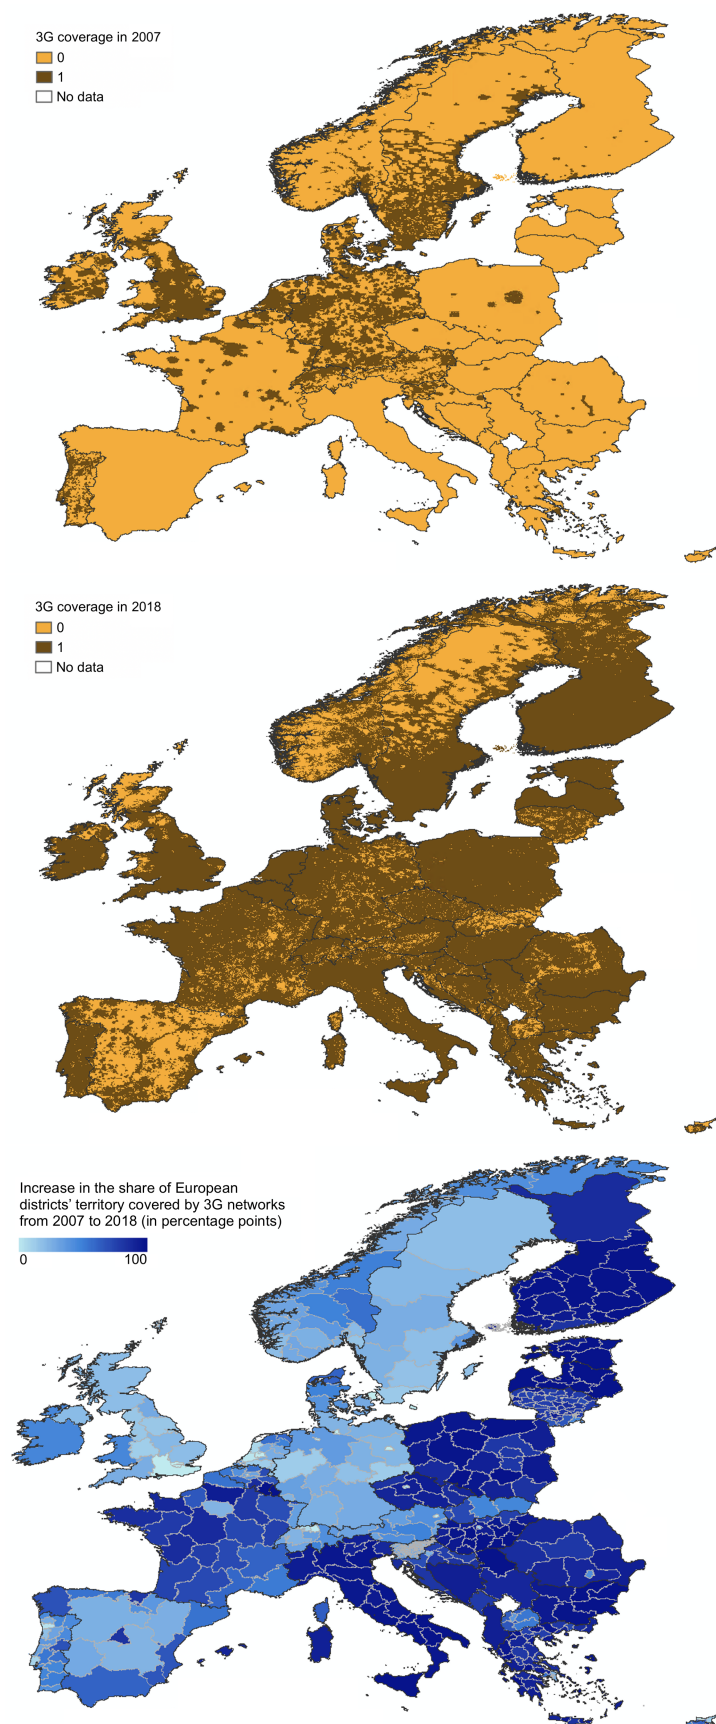 3G coverage in 2007
0
1
No data
3G coverage in 2018
0
1
No data
Increase in the share of European
districts’ territory covered by 3G networks
from 2007 to 2018 (in percentage points)
0 100